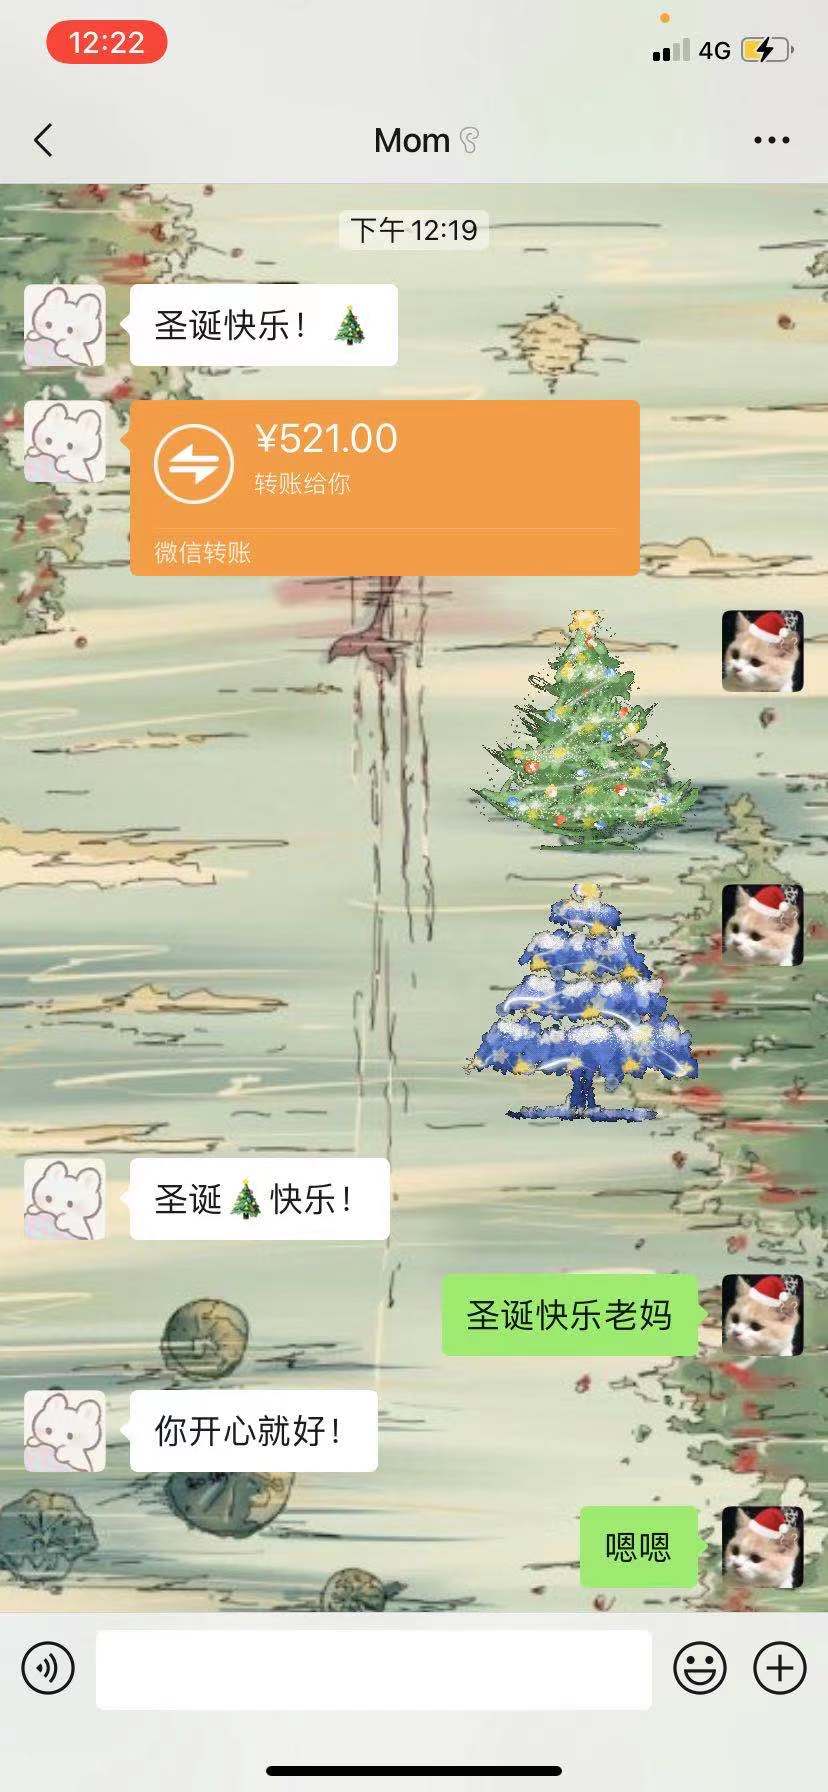 12:22
4G
Mom
下午 12:19
圣诞快乐！🎄
¥521.00
转账给你
微信转账
圣诞🎄快乐！
圣诞快乐老妈
你开心就好！
嗯嗯